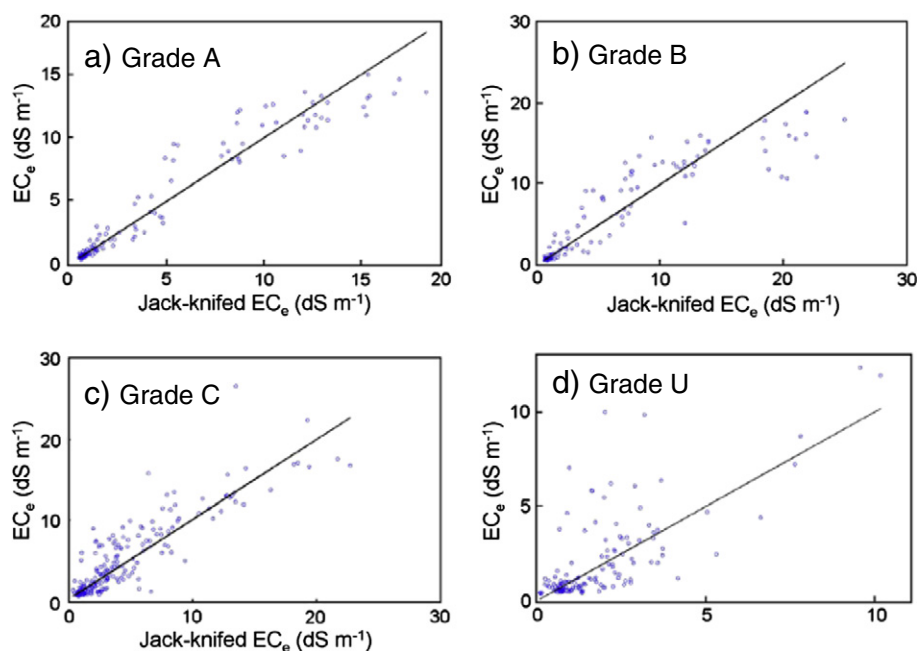 a) Grade A
20
15
10
5
0
ECe (dS m-1)
0 5 10 15 20
Jack-knifed ECe (dS m-1)
b) Grade B
30
20
10
0
ECe (dS m-1)
0 10 20 30
Jack-knifed ECe (dS m-1)
c) Grade C
30
20
10
0
ECe (dS m-1)
0 10 20 30
Jack-knifed ECe (dS m-1)
d) Grade U
10
5
0
ECe (dS m-1)
0 5 10